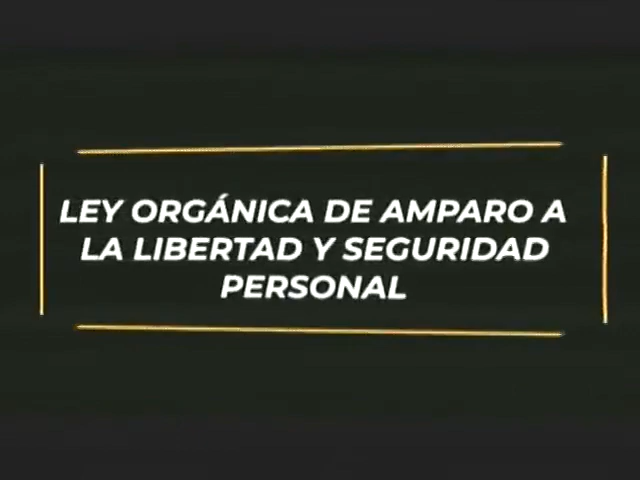 LEY ORGÁNICA DE AMPARO A
LA LIBERTAD Y SEGURIDAD
PERSONAL